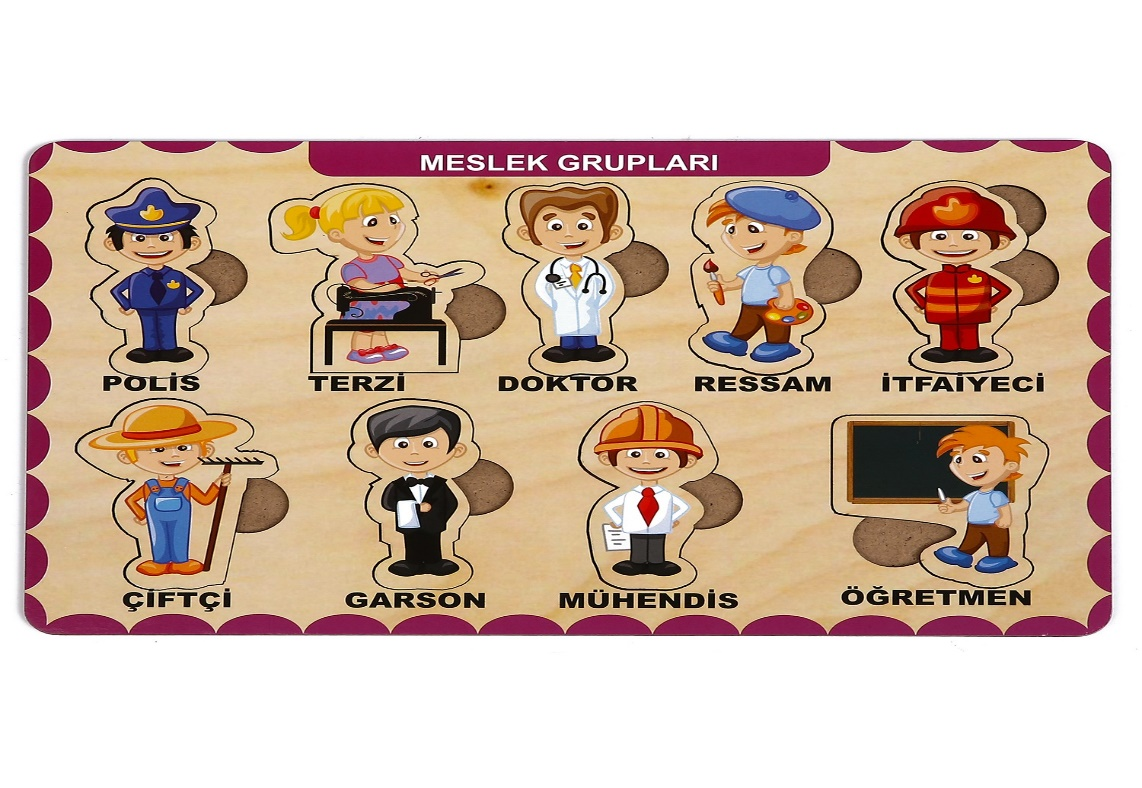 MESLEK GRUPLARI
POLİS TERZİ DOKTOR RESSAM İTFAİYECİ
ÇİFTÇİ GARSON MÜHENDİS ÖĞRETMEN